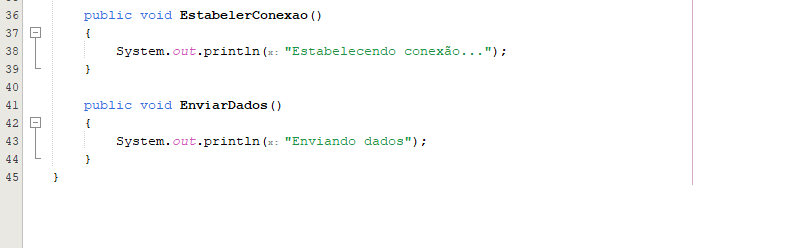 36 public void EstabelerConexao()
37 {
38 System.out.println(x: "Estabelecendo conexão...");
39 }
40
41 public void EnviarDados()
42 {
43 System.out.println(x: "Enviando dados");
44 }
45 }